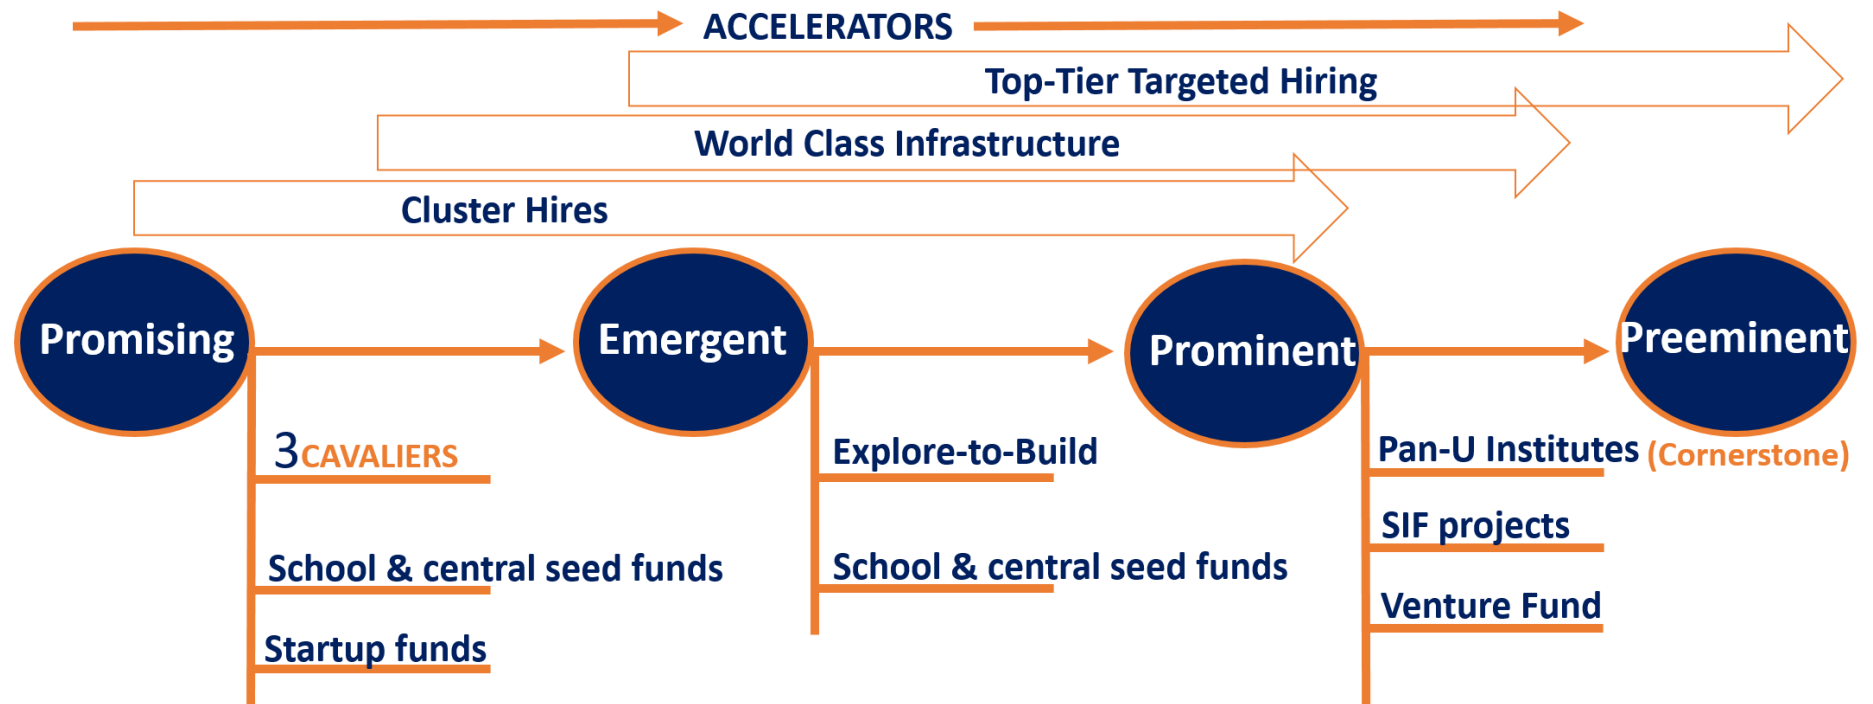 ACCELERATORS
Top-Tier Targeted Hiring
World Class Infrastructure
Cluster Hires
Promising
Emergent
Prominent
Preeminent
3CAVALIERS
School & central seed funds
Startup funds
Explore-to-Build
School & central seed funds
Pan-U Institutes
(Cornerstone)
SIF projects
Venture Fund